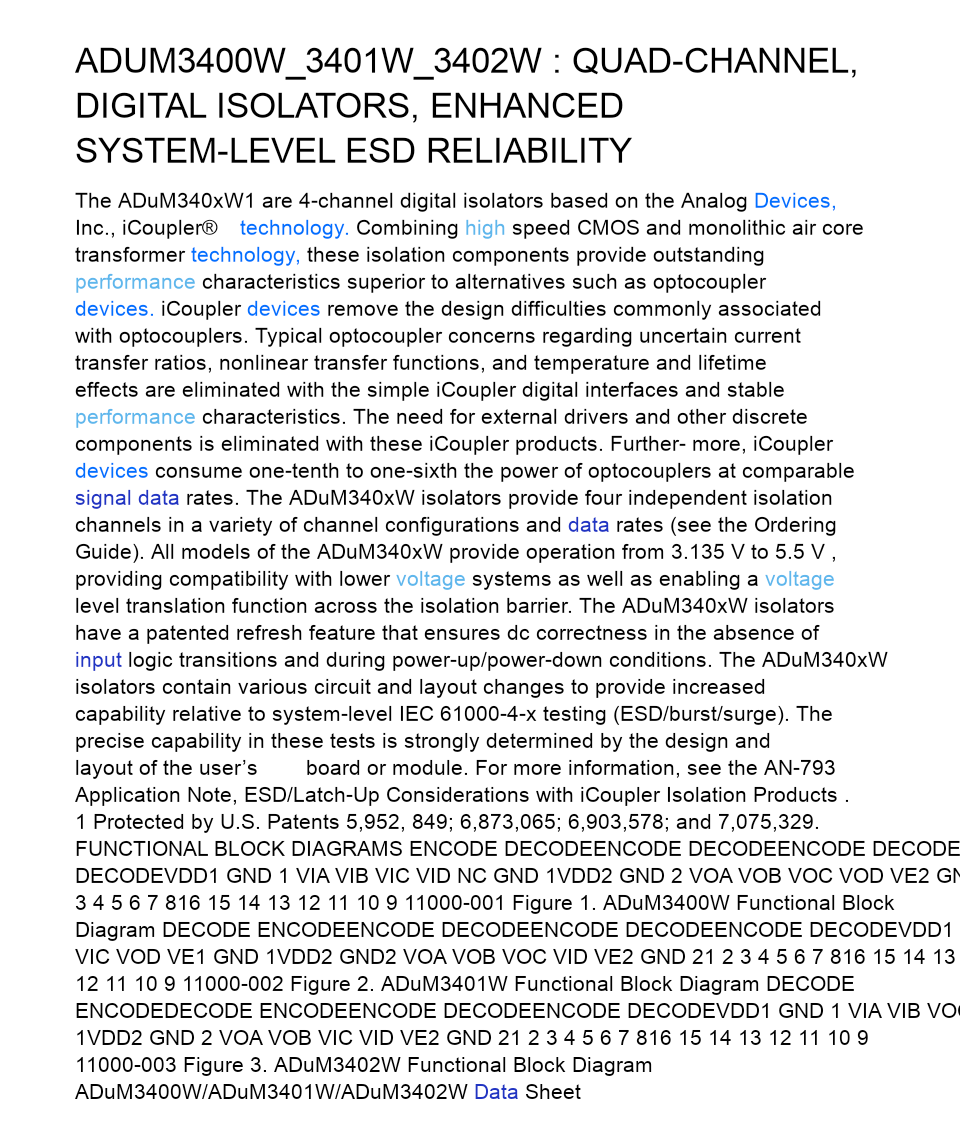 ADUM3400W_3401W_3402W : QUAD-CHANNEL,
DIGITAL ISOLATORS, ENHANCED
SYSTEM-LEVEL ESD RELIABILITY
The ADuM340xW1 are 4-channel digital isolators based on the Analog Devices,
Inc., iCoupler® technology. Combining high speed CMOS and monolithic air core
transformer technology, these isolation components provide outstanding
performance characteristics superior to alternatives such as optocoupler
devices. iCoupler devices remove the design difficulties commonly associated
with optocouplers. Typical optocoupler concerns regarding uncertain current
transfer ratios, nonlinear transfer functions, and temperature and lifetime
effects are eliminated with the simple iCoupler digital interfaces and stable
performance characteristics. The need for external drivers and other discrete
components is eliminated with these iCoupler products. Further- more, iCoupler
devices consume one-tenth to one-sixth the power of optocouplers at comparable
signal data rates. The ADuM340xW isolators provide four independent isolation
channels in a variety of channel configurations and data rates (see the Ordering
Guide). All models of the ADuM340xW provide operation from 3.135 V to 5.5 V ,
providing compatibility with lower voltage systems as well as enabling a voltage
level translation function across the isolation barrier. The ADuM340xW isolators
have a patented refresh feature that ensures dc correctness in the absence of
input logic transitions and during power-up/power-down conditions. The ADuM340xW
isolators contain various circuit and layout changes to provide increased
capability relative to system-level IEC 61000-4-x testing (ESD/burst/surge). The
precise capability in these tests is strongly determined by the design and
layout of the user’s board or module. For more information, see the AN-793
Application Note, ESD/Latch-Up Considerations with iCoupler Isolation Products .
1 Protected by U.S. Patents 5,952, 849; 6,873,065; 6,903,578; and 7,075,329.
FUNCTIONAL BLOCK DIAGRAMS ENCODE DECODEENCODE DECODEENCODE DECODE
DECODEVDD1 GND 1 VIA VIB VIC VID NC GND 1VDD2 GND 2 VOA VOB VOC VOD VE2 GN
3 4 5 6 7 816 15 14 13 12 11 10 9 11000-001 Figure 1. ADuM3400W Functional Block
Diagram DECODE ENCODEENCODE DECODEENCODE DECODEENCODE DECODEVDD1
VIC VOD VE1 GND 1VDD2 GND2 VOA VOB VOC VID VE2 GND 21 2 3 4 5 6 7 816 15 14 13
12 11 10 9 11000-002 Figure 2. ADuM3401W Functional Block Diagram DECODE
ENCODEDECODE ENCODEENCODE DECODEENCODE DECODEVDD1 GND 1 VIA VIB VOC
1VDD2 GND 2 VOA VOB VIC VID VE2 GND 21 2 3 4 5 6 7 816 15 14 13 12 11 10 9
11000-003 Figure 3. ADuM3402W Functional Block Diagram
ADuM3400W/ADuM3401W/ADuM3402W Data Sheet